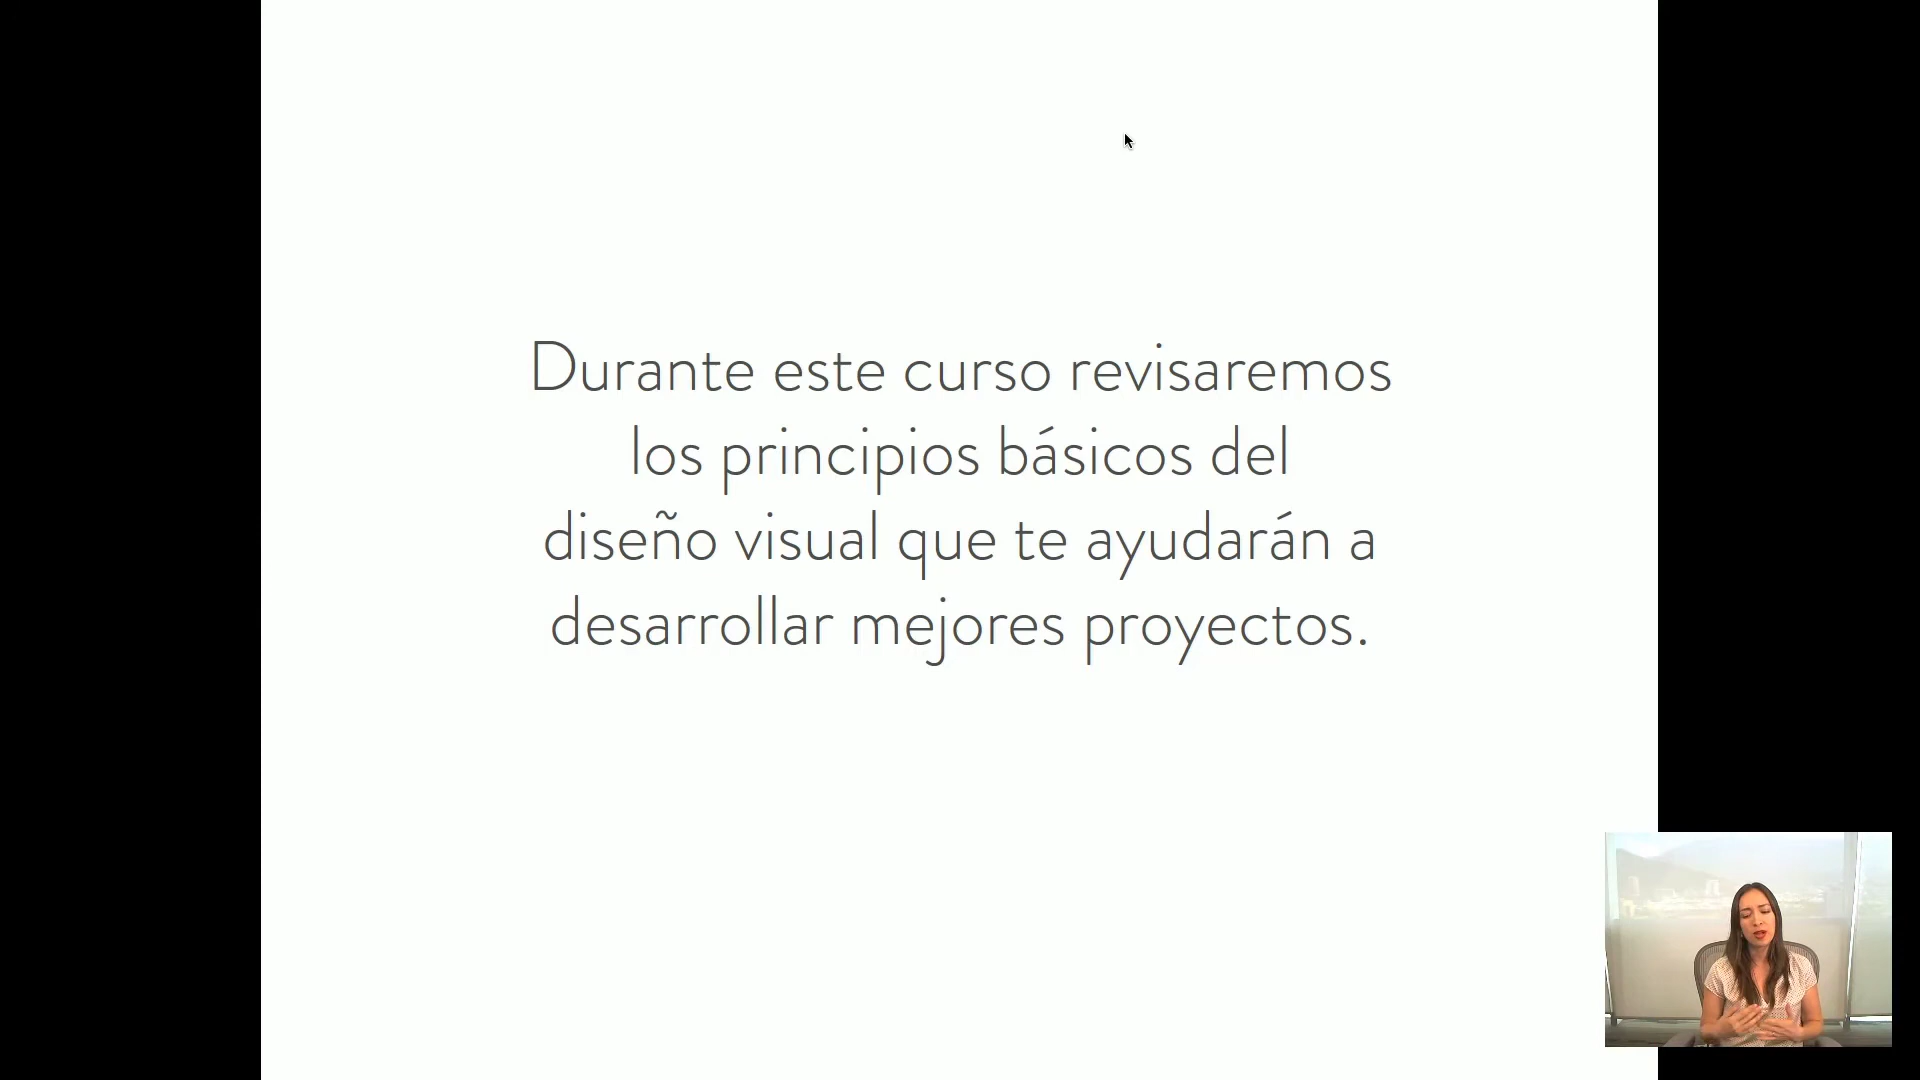 Durante este curso revisaremos
los principios básicos del
diseño visual que te ayudarán a
desarrollar mejores proyectos.